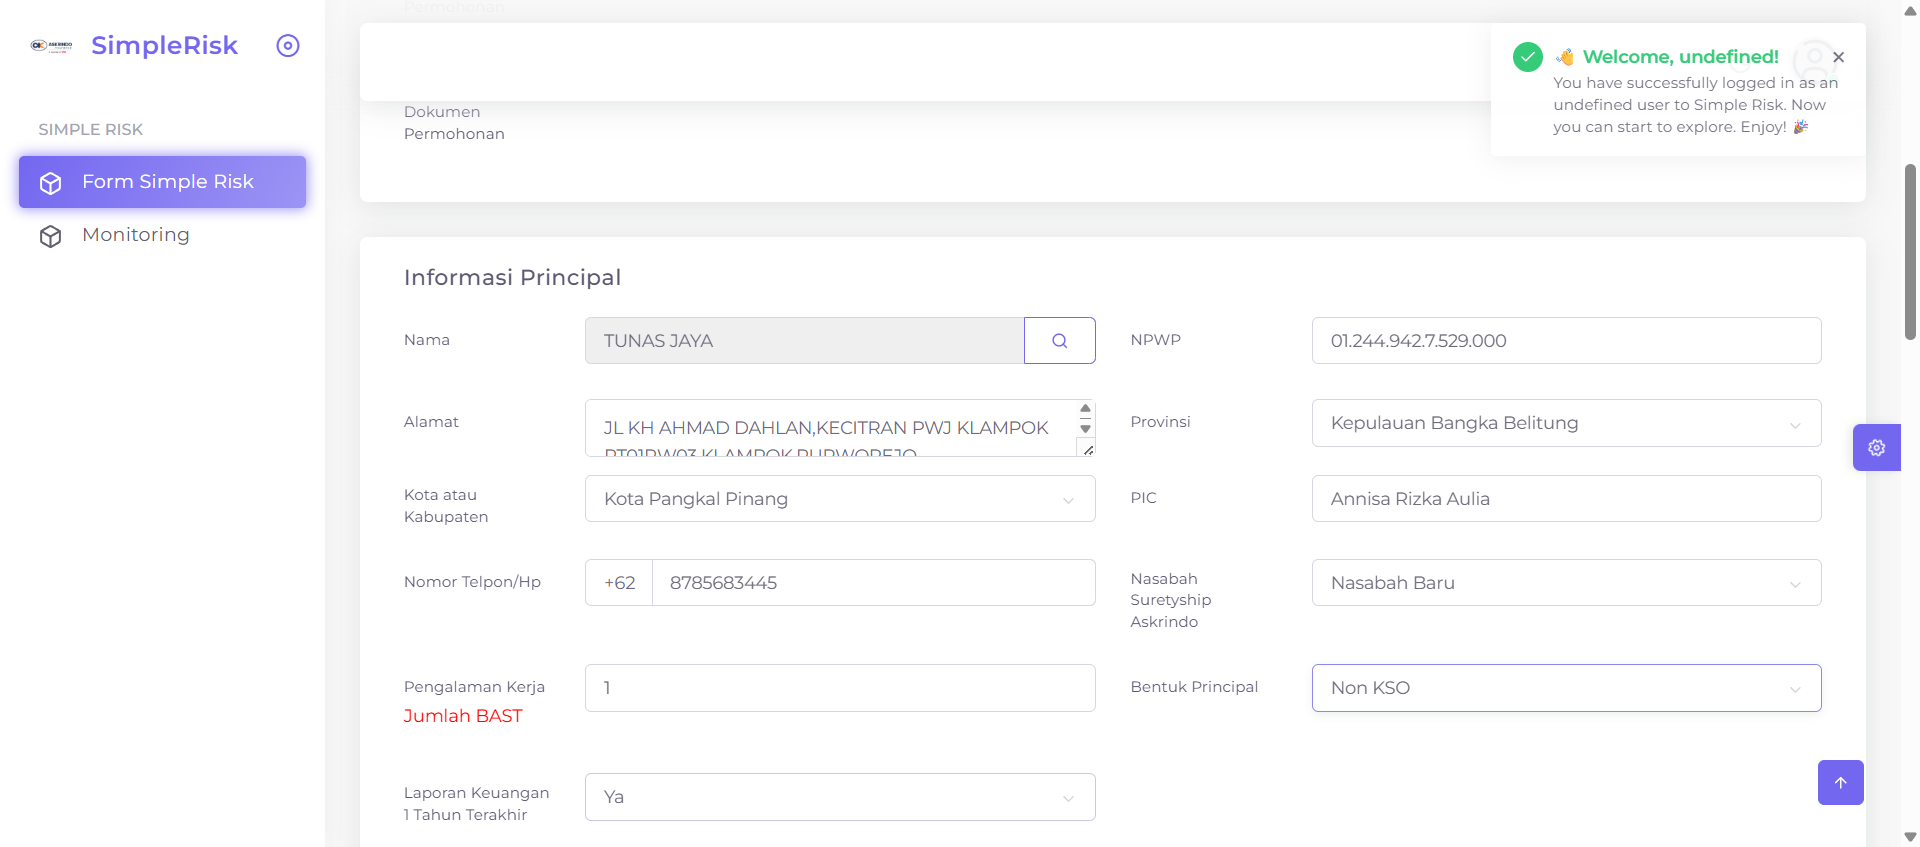 Permohonan
SimpleRisk
ASKRINDO
SIMPLE RISK
Form Simple Risk
Monitoring
👋 Welcome, undefined!
You have successfully logged in as an
undefined user to Simple Risk. Now
you can start to explore. Enjoy! 🎉
Dokumen
Permohonan
Informasi Principal
Nama
TUNAS JAYA
NPWP
01.244.942.7.529.000
Alamat
JL KH AHMAD DAHLAN,KECITRAN PWJ KLAMPOK
RT01RW03 KLAMPOK,PURWOREJO
Provinsi
Kepulauan Bangka Belitung
Kota atau
Kabupaten
Kota Pangkal Pinang
PIC
Annisa Rizka Aulia
Nomor Telpon/Hp
+62
8785683445
Nasabah
Suretyship
Askrindo
Nasabah Baru
Pengalaman Kerja
Jumlah BAST
1
Bentuk Principal
Non KSO
Laporan Keuangan
1 Tahun Terakhir
Ya